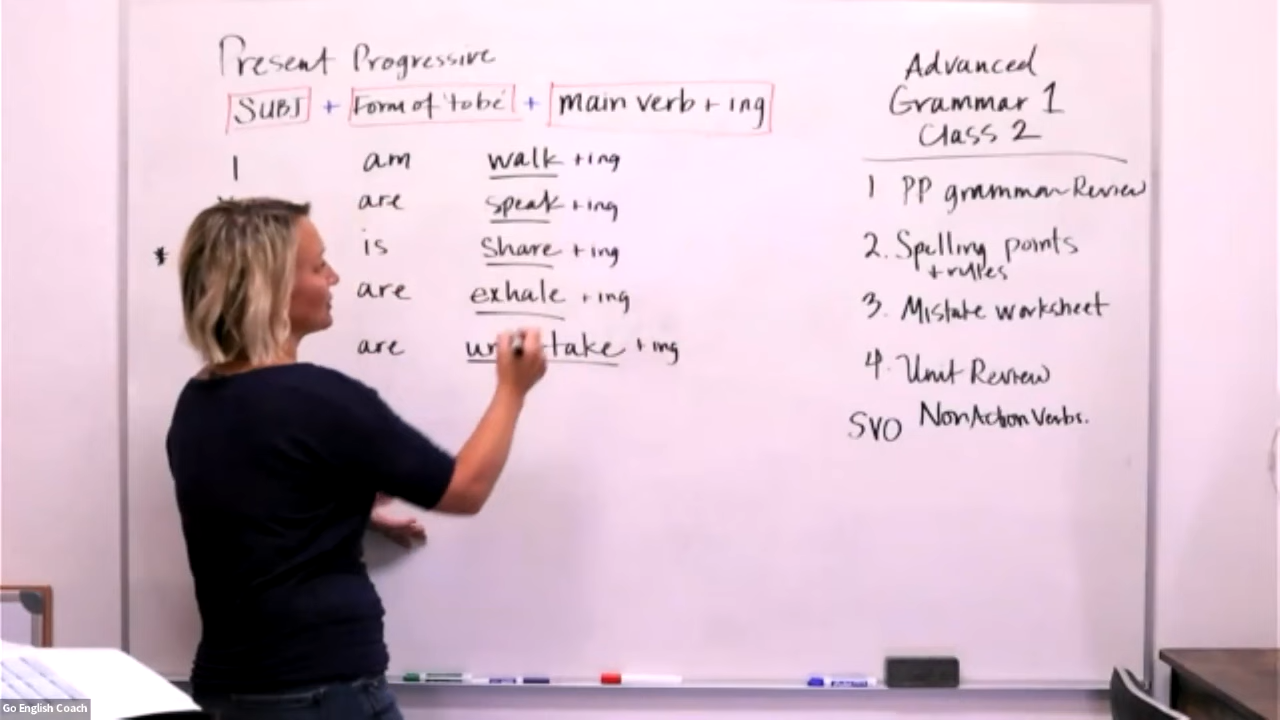 Present Progressive
SUBJ + Form of 'to be' + main verb + ing
I am walk + ing
are speak + ing
* is Share + ing
are exhale + ing
are take + ing
Advanced
Grammar 1
Class 2
1 PP grammar Review
2. Spelling points
+ rules
3. Mistake worksheet
4. Unit Review
SVO NonAction Verbs.
Go English Coach